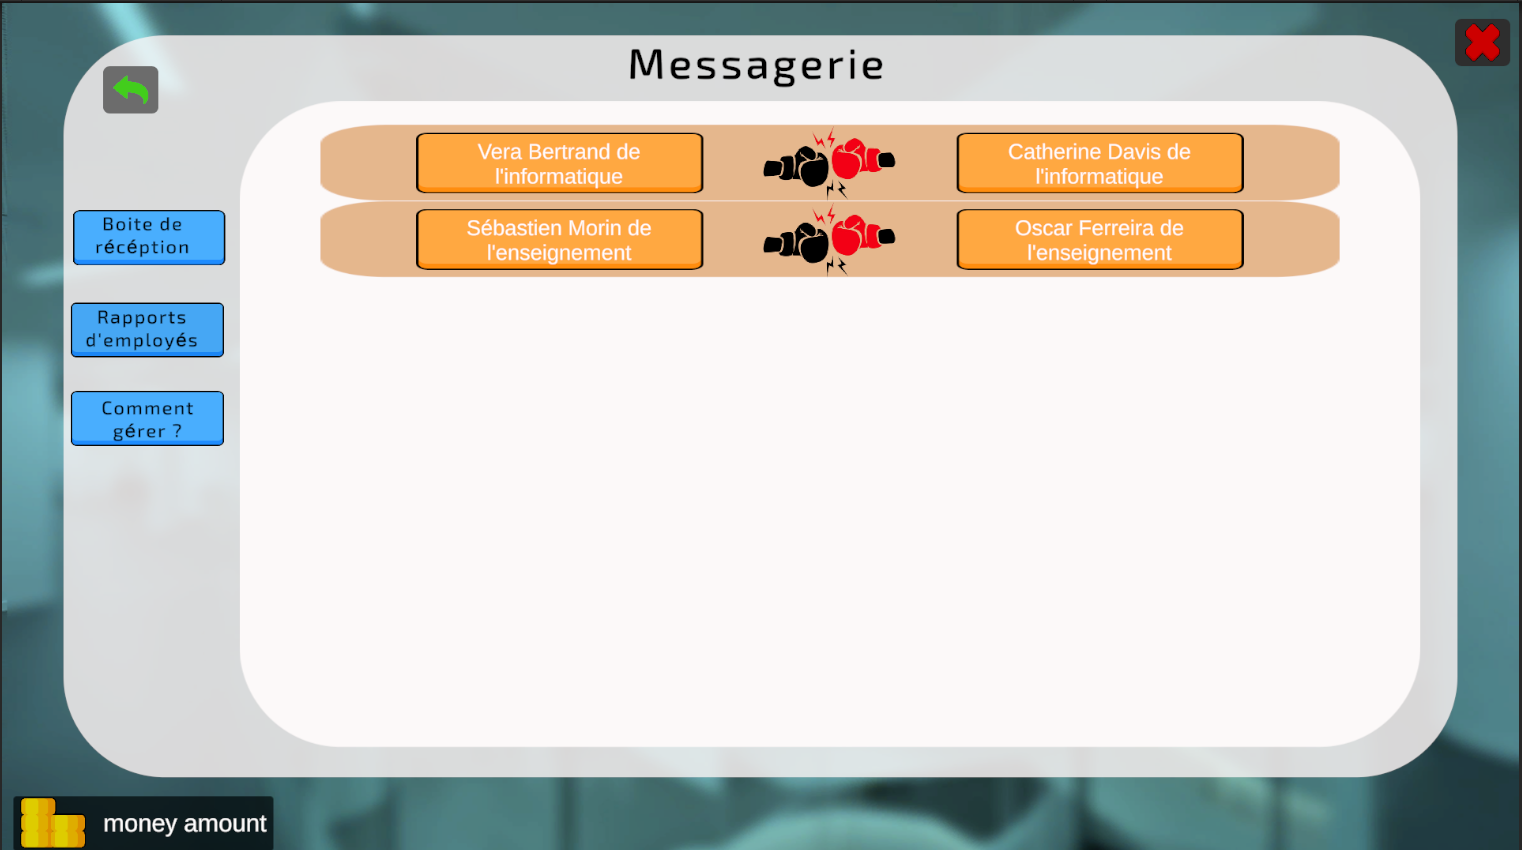 Messagerie
Vera Bertrand de
l'informatique
Catherine Davis de
l'informatique
Sébastien Morin de
l'enseignement
Oscar Ferreira de
l'enseignement
Boite de
récéption
Rapports
d'employés
Comment
gérer ?
money amount